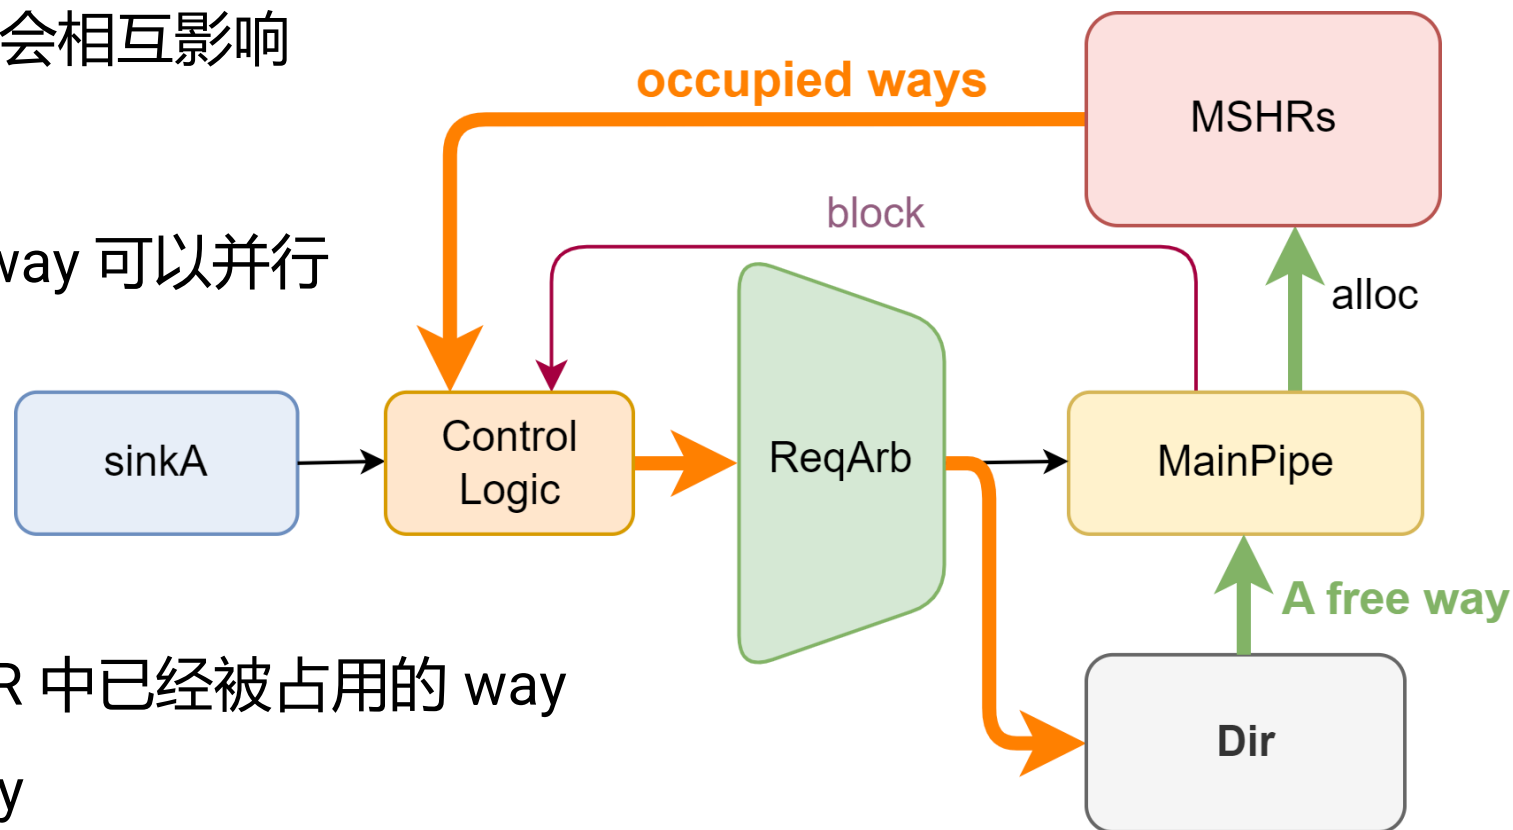 会相互影响
occupied ways
MSHRs
block
way 可以并行
alloc
sinkA
Control
Logic
ReqArb
MainPipe
A free way
R 中已经被占用的 way
Dir
y